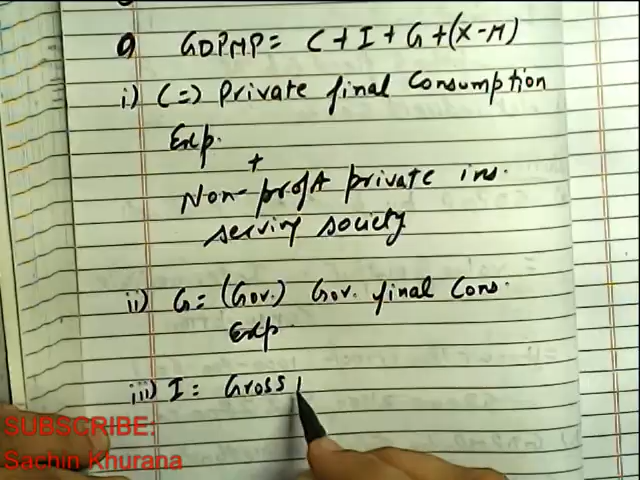 GDPMP = C + I + G + (X - M)
i) C => Private final Consumption
Exp.
+
Non-profit private ins.
serving society
ii) G = (Gov.) Gov. final Cons.
Exp
iii) I = Gross
SUBSCRIBE:
Sachin Khurana